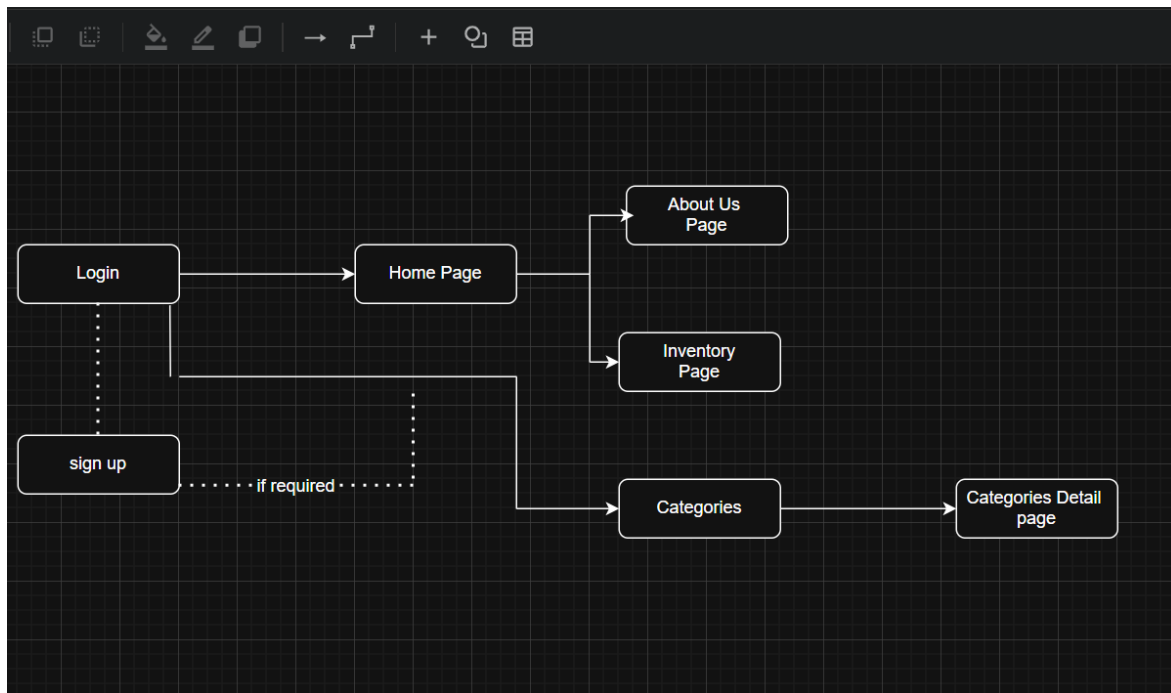 About Us
Page
Login
Home Page
Inventory
Page
sign up
if required
Categories
Categories Detail
page